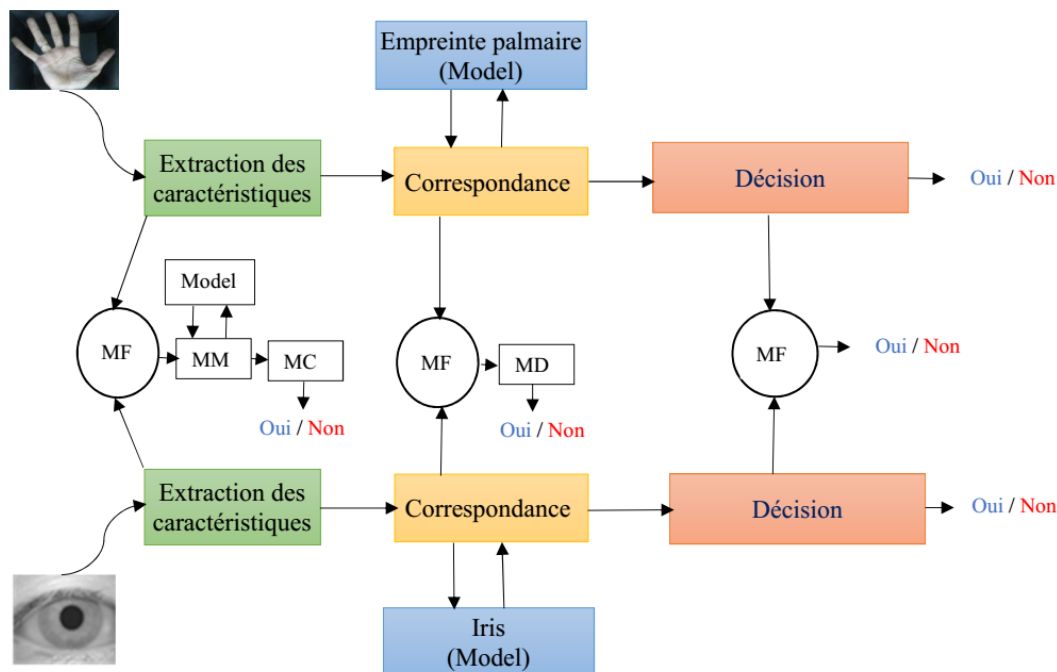 Empreinte palmaire
(Model)
Extraction des
caractéristiques
Correspondance
Décision
Oui / Non
Model
MF
MM
MC
Oui / Non
MF
MD
Oui / Non
MF
Oui / Non
Extraction des
caractéristiques
Correspondance
Décision
Oui / Non
Iris
(Model)